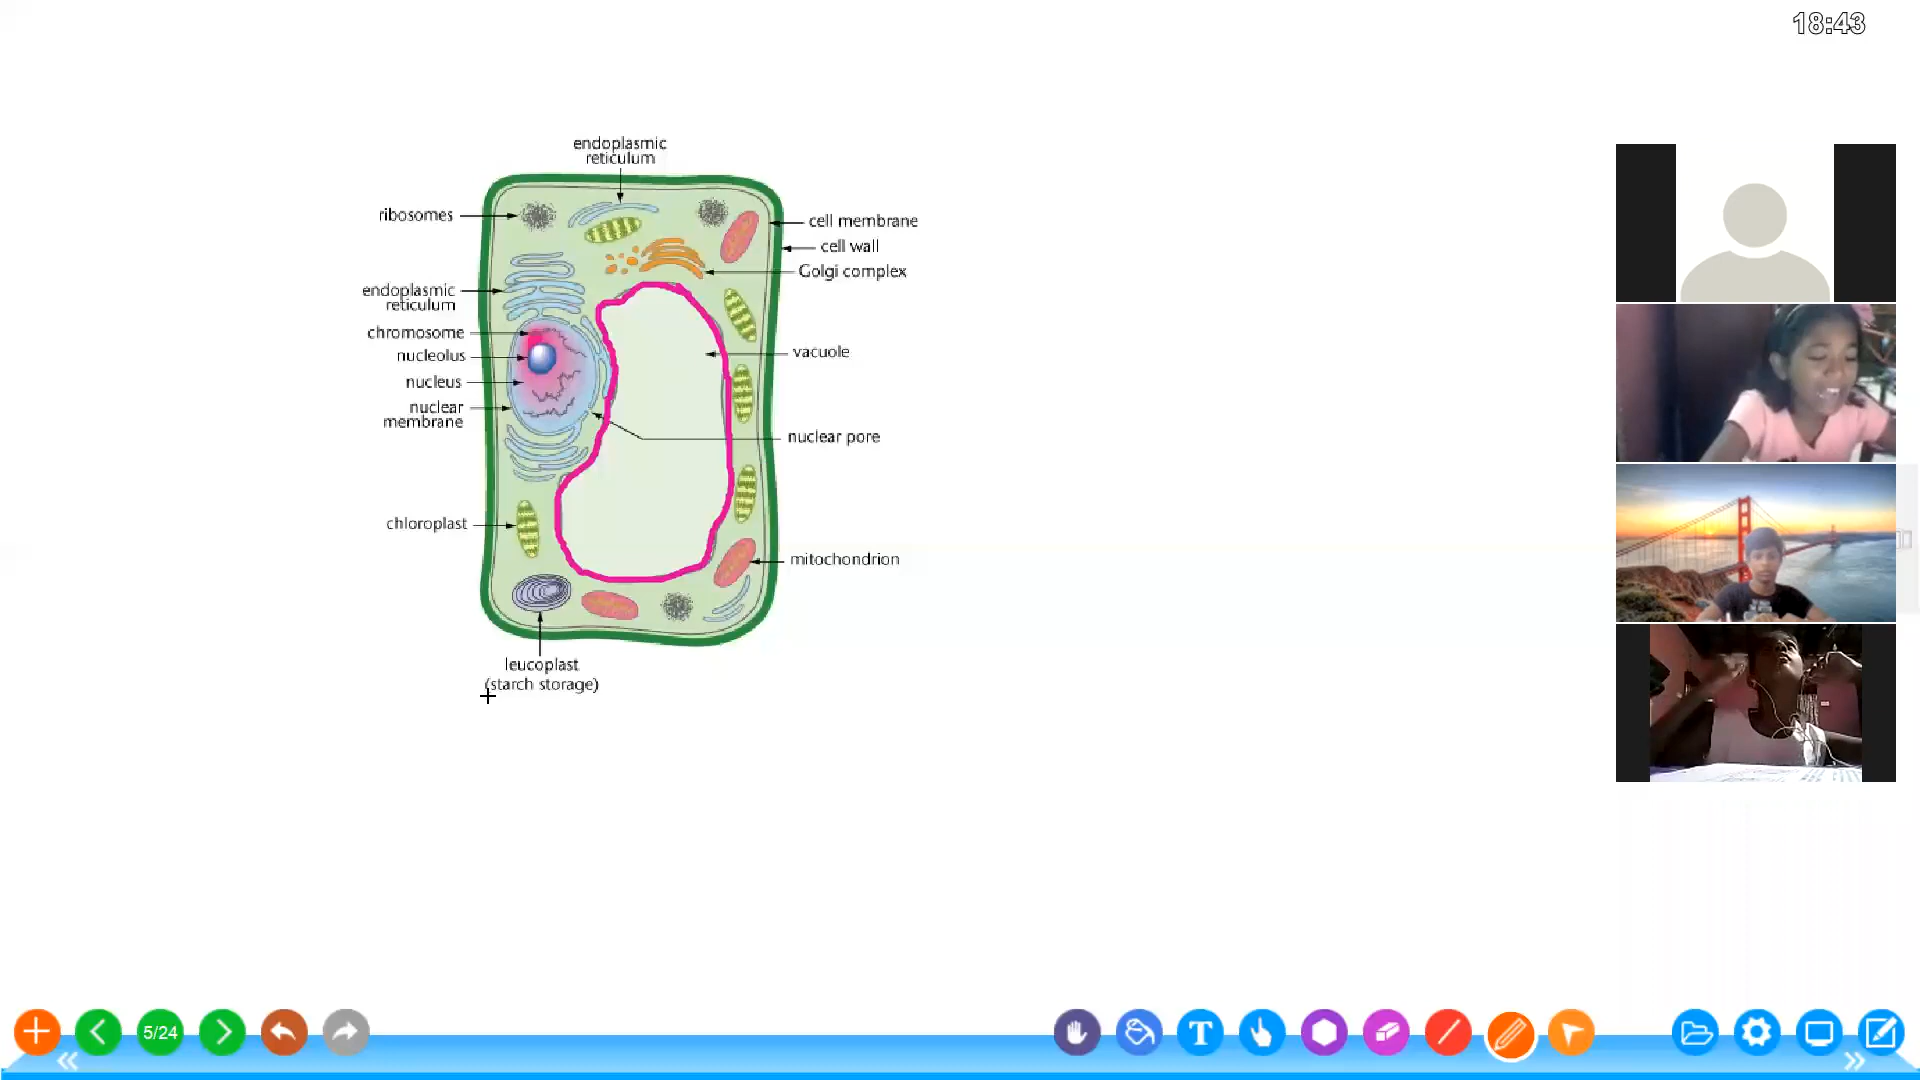 18:43
endoplasmic
reticulum
ribosomes
cell membrane
cell wall
Golgi complex
endoplasmic
reticulum
chromosome
nucleolus
vacuole
nucleus
nuclear
membrane
nuclear pore
chloroplast
mitochondrion
leucoplast
(starch storage)
5/24
T